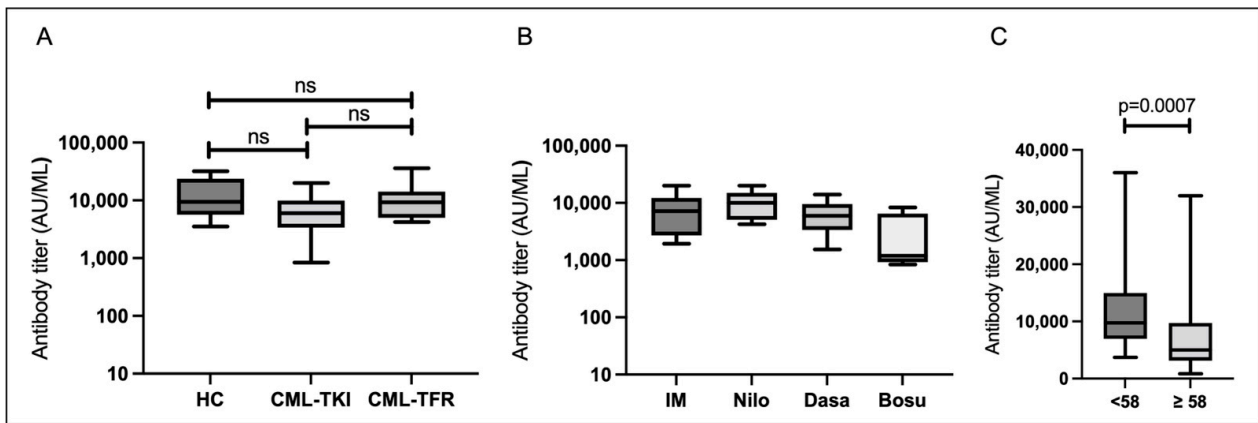 A
ns
ns
ns
Antibody titer (AU/ML)
100,000
10,000
1,000
100
10
HC CML-TKI CML-TFR
B
Antibody titer (AU/ML)
100,000
10,000
1,000
100
10
IM Nilo Dasa Bosu
C
p=0.0007
Antibody titer (AU/ML)
40,000
30,000
20,000
10,000
0
<58 ≥ 58